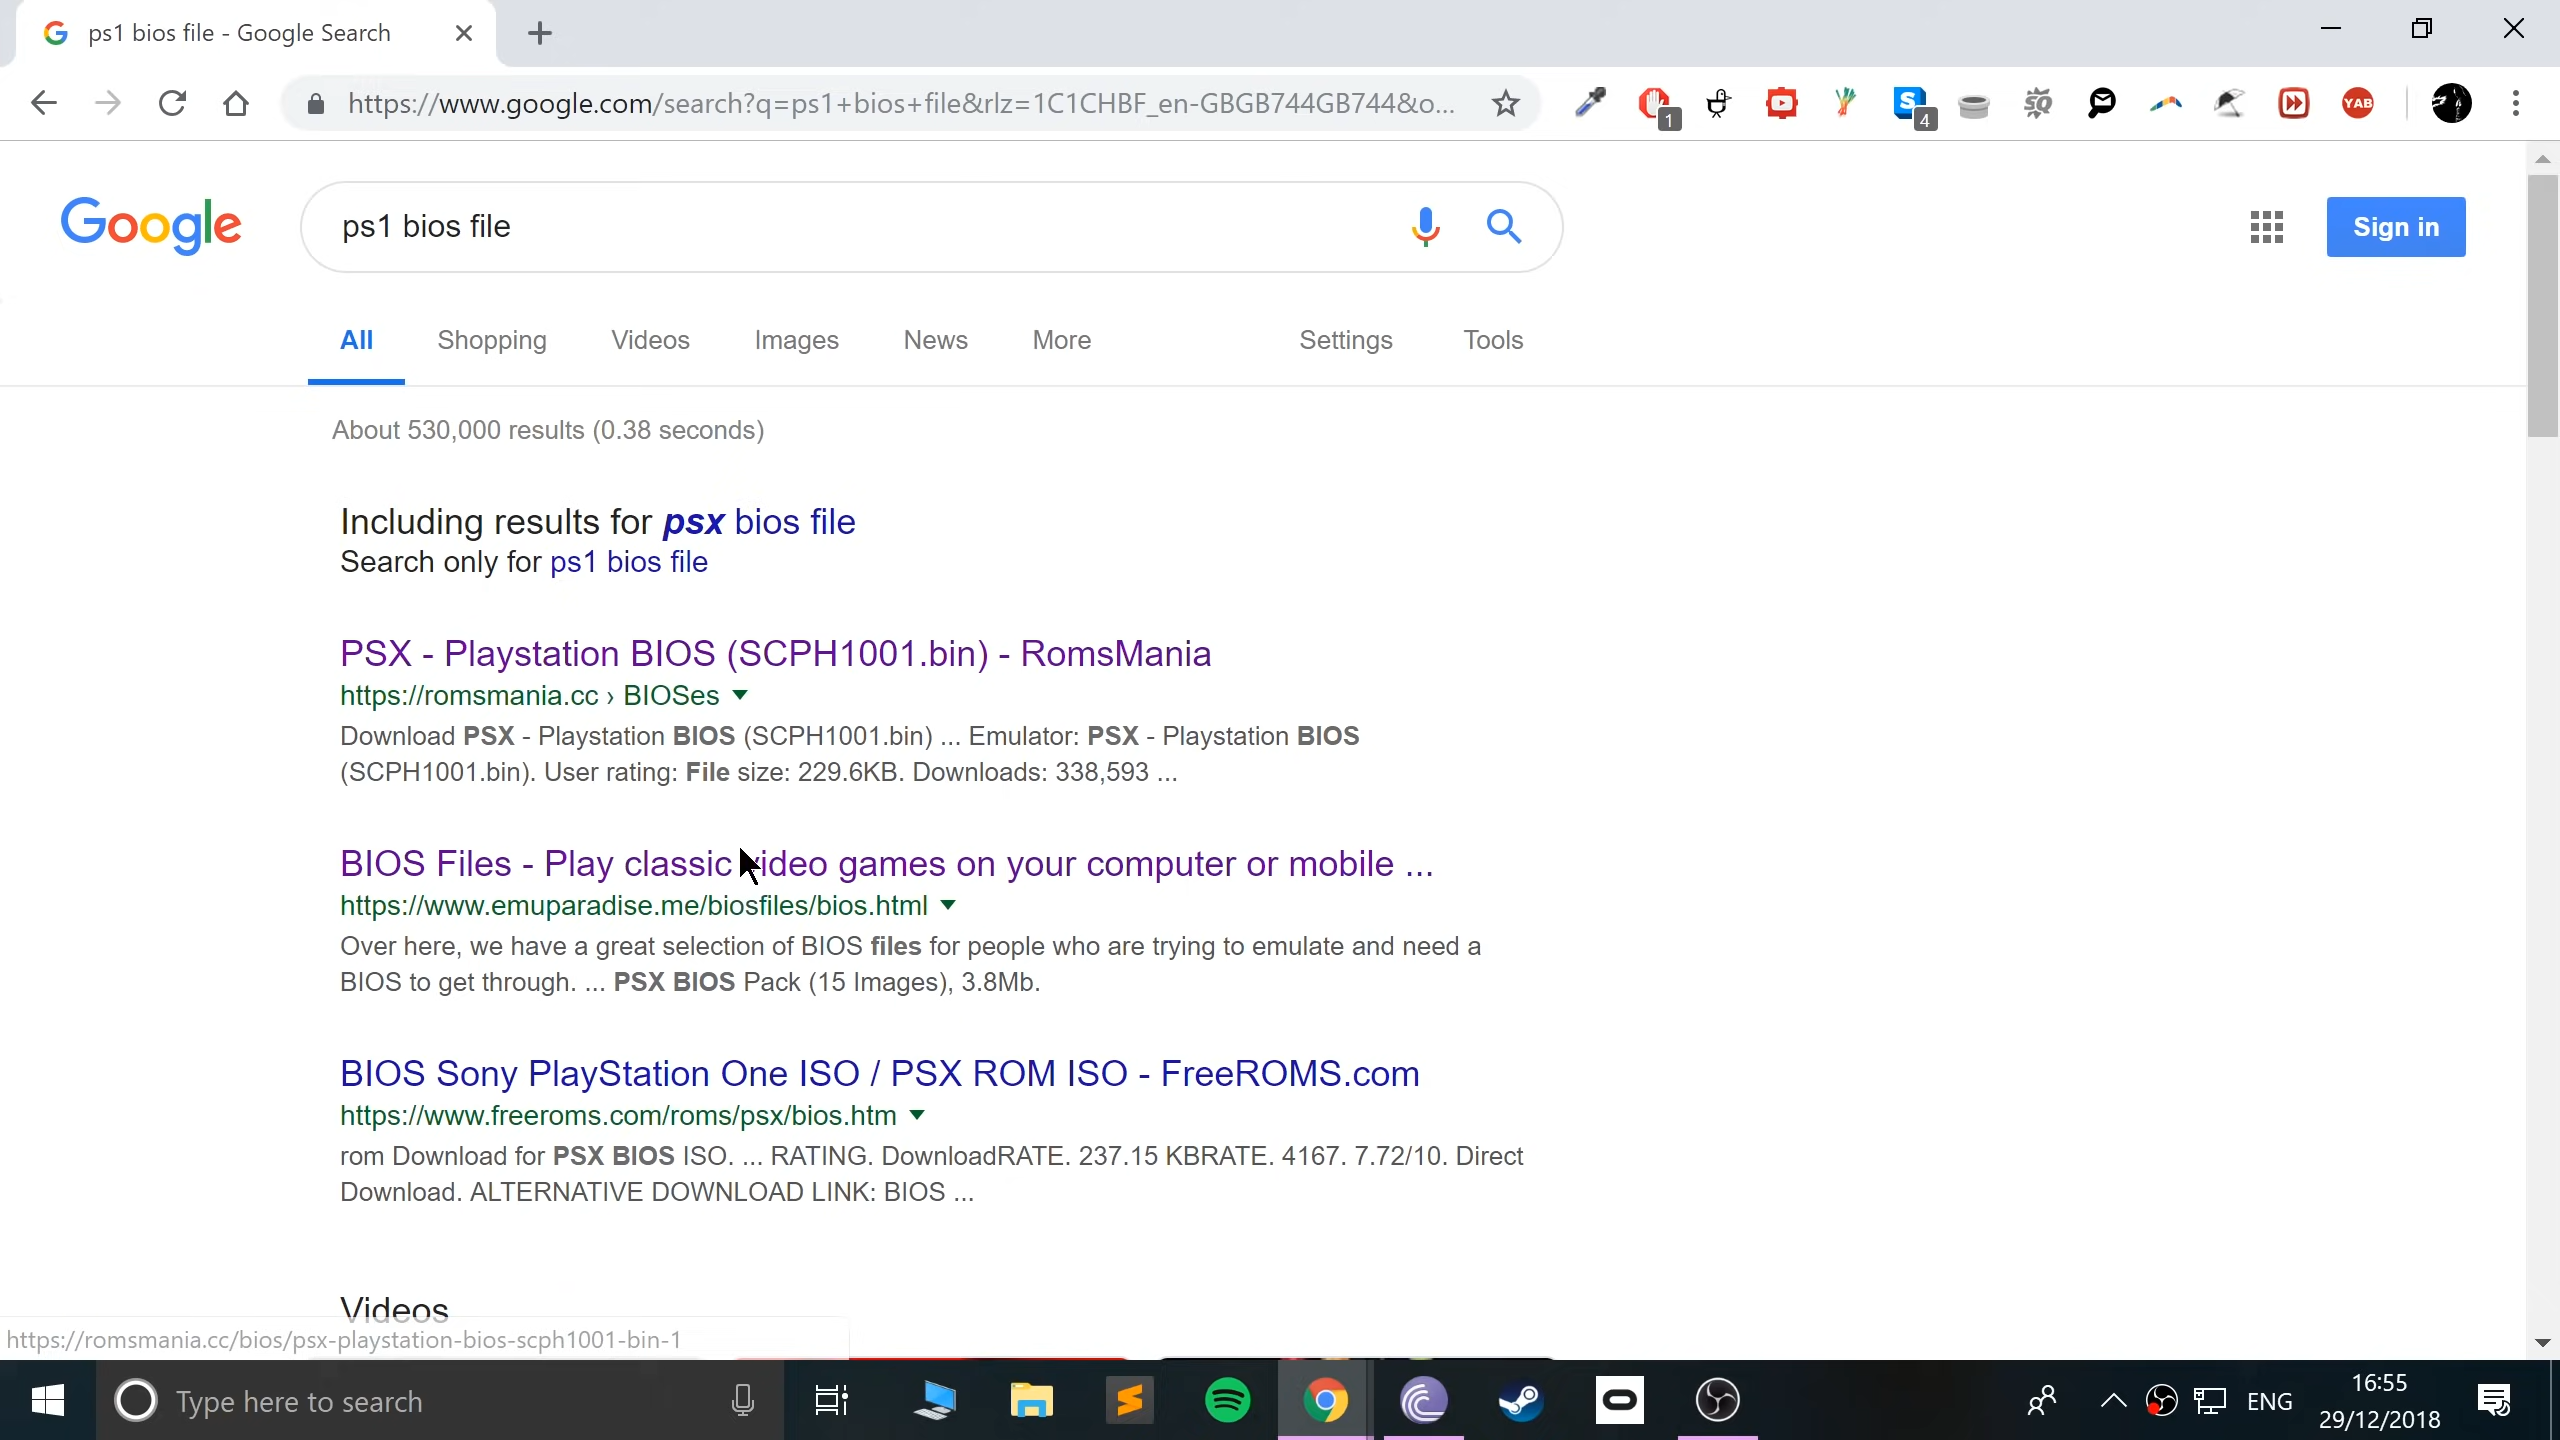 ps1 bios file - Google Search
https://www.google.com/search?q=ps1+bios+file&rlz=1C1CHBF_en-GBGB744GB744&o...
1
S
4
SQ
YAB
Google
ps1 bios file
Sign in
All Shopping Videos Images News More Settings Tools
About 530,000 results (0.38 seconds)
Including results for psx bios file
Search only for ps1 bios file
PSX - Playstation BIOS (SCPH1001.bin) - RomsMania
https://romsmania.cc › BIOSes
Download PSX - Playstation BIOS (SCPH1001.bin) ... Emulator: PSX - Playstation BIOS
(SCPH1001.bin). User rating: File size: 229.6KB. Downloads: 338,593 ...
BIOS Files - Play classic video games on your computer or mobile ...
https://www.emuparadise.me/biosfiles/bios.html
Over here, we have a great selection of BIOS files for people who are trying to emulate and need a
BIOS to get through. ... PSX BIOS Pack (15 Images), 3.8Mb.
BIOS Sony PlayStation One ISO / PSX ROM ISO - FreeROMS.com
https://www.freeroms.com/roms/psx/bios.htm
rom Download for PSX BIOS ISO. ... RATING. DownloadRATE. 237.15 KBRATE. 4167. 7.72/10. Direct
Download. ALTERNATIVE DOWNLOAD LINK: BIOS ...
Videos
https://romsmania.cc/bios/psx-playstation-bios-scph1001-bin-1
Type here to search
ENG
16:55
29/12/2018